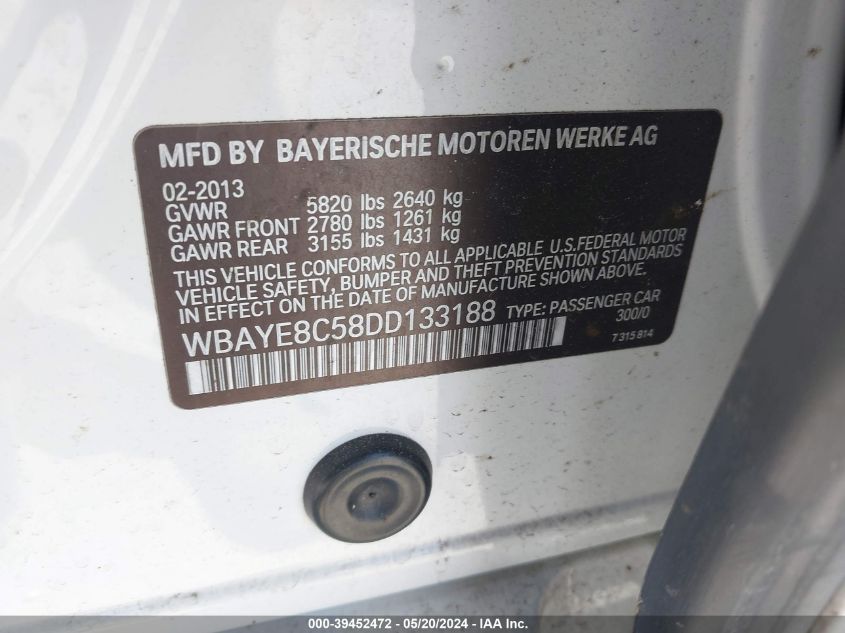 MFD BY BAYERISCHE MOTOREN WERKE AG
02-2013
GVWR 5820 lbs 2640 kg
GAWR FRONT 2780 lbs 1261 kg
GAWR REAR 3155 lbs 1431 kg
THIS VEHICLE CONFORMS TO ALL APPLICABLE U.S.FEDERAL MOTOR
VEHICLE SAFETY, BUMPER AND THEFT PREVENTION STANDARDS
IN EFFECT ON THE DATE OF MANUFACTURE SHOWN ABOVE.
WBAYE8C58DD133188 TYPE: PASSENGER CAR
300/0
7 315 814
000-39452472 — 05/20/2024 — IAA Inc.